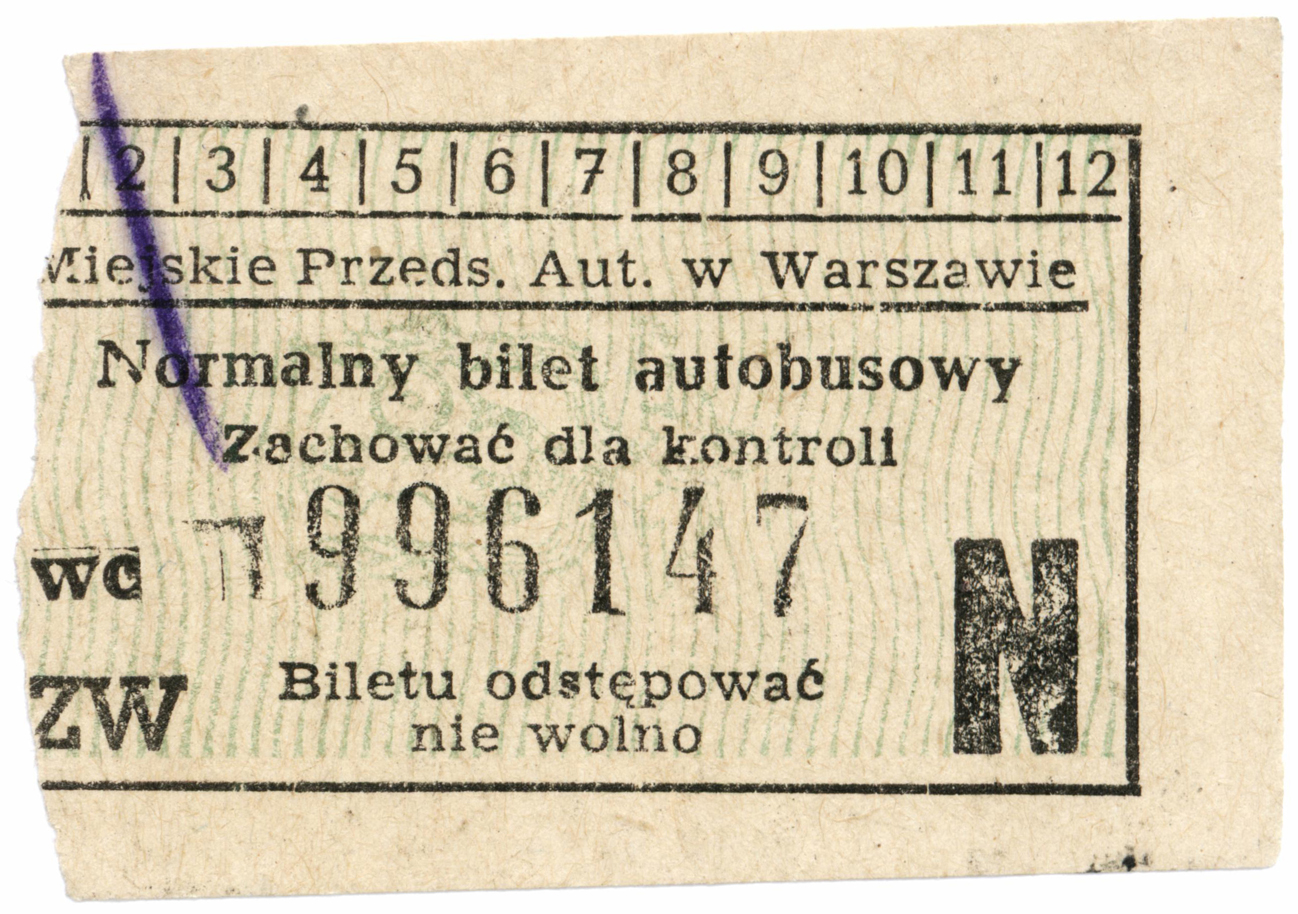 | 2 | 3 | 4 | 5 | 6 | 7 | 8 | 9 | 10 | 11 | 12
Miejskie Przeds. Aut. w Warszawie
Normalny bilet autobusowy
Zachować dla kontroli
wc 996147
N
ZW
Biletu odstępować
nie wolno